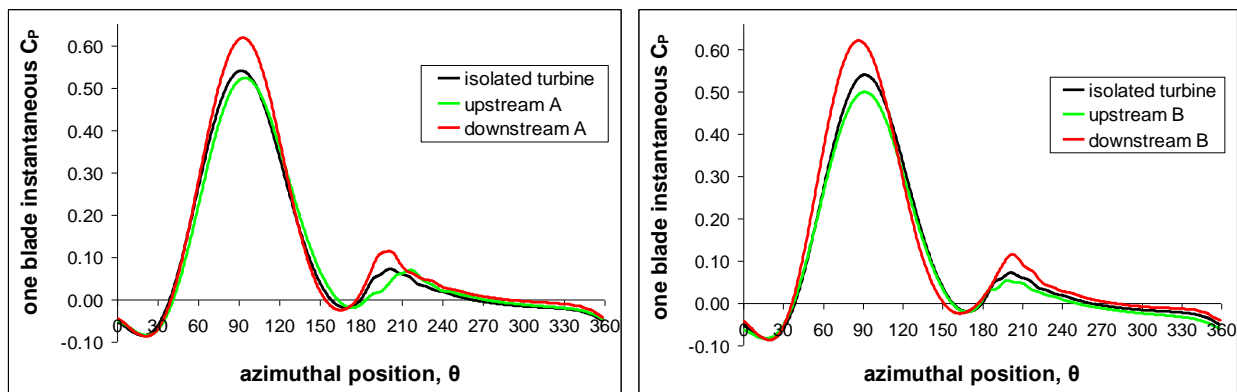 one blade instantaneous CP
0.60
0.50
0.40
0.30
0.20
0.10
0.00
-0.10
0 30 60 90 120 150 180 210 240 270 300 330 360
azimuthal position, θ
isolated turbine
upstream A
downstream A
one blade instantaneous CP
0.60
0.50
0.40
0.30
0.20
0.10
0.00
-0.10
0 30 60 90 120 150 180 210 240 270 300 330 360
azimuthal position, θ
isolated turbine
upstream B
downstream B